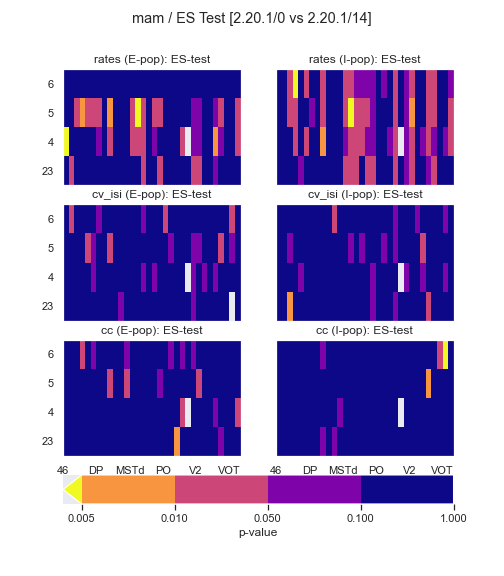 mam / ES Test [2.20.1/0 vs 2.20.1/14]
rates (E-pop): ES-test
rates (I-pop): ES-test
6
5
4
23
cv_isi (E-pop): ES-test
cv_isi (I-pop): ES-test
6
5
4
23
cc (E-pop): ES-test
cc (I-pop): ES-test
6
5
4
23
46 DP MSTd PO V2 VOT
46 DP MSTd PO V2 VOT
0.005 0.010 0.050 0.100 1.000
p-value